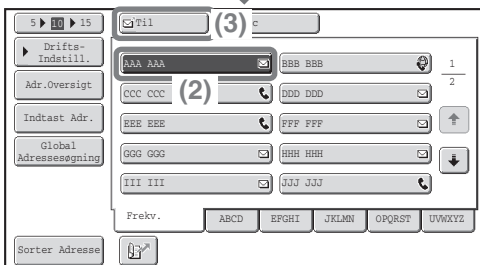 5 10 15
Til
(3)
c
Drifts-
Indstill.
AAA AAA
BBB BBB
1
2
Adr.Oversigt
CCC CCC
(2)
DDD DDD
Indtast Adr.
EEE EEE
FFF FFF
Global
Adressesøgning
GGG GGG
HHH HHH
III III
JJJ JJJ
Frekv.
ABCD
EFGHI
JKLMN
OPQRST
UVWXYZ
Sorter Adresse